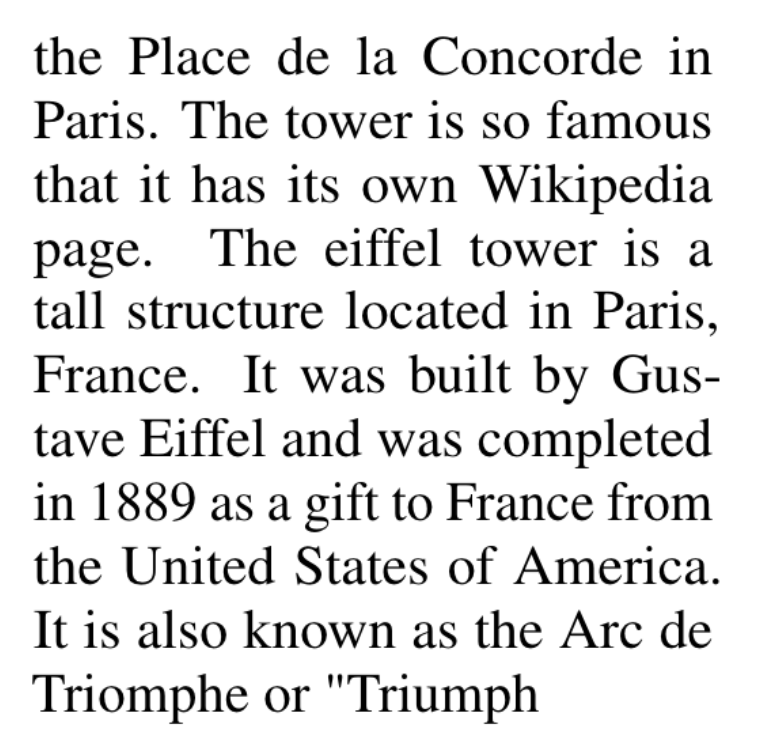 the Place de la Concorde in
Paris. The tower is so famous
that it has its own Wikipedia
page. The eiffel tower is a
tall structure located in Paris,
France. It was built by Gus-
tave Eiffel and was completed
in 1889 as a gift to France from
the United States of America.
It is also known as the Arc de
Triomphe or "Triumph